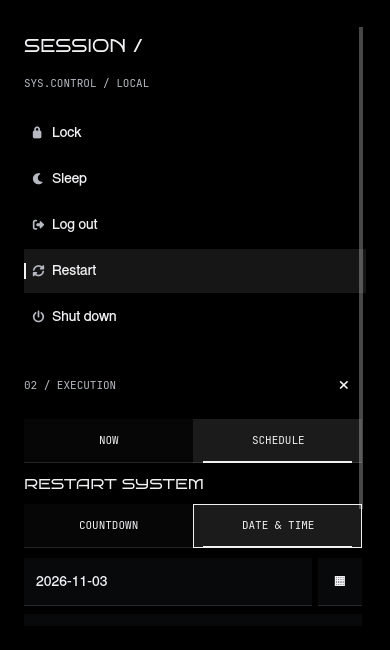 SESSION /
SYS.CONTROL / LOCAL
Lock
Sleep
Log out
Restart
Shut down
02 / EXECUTION
NOW SCHEDULE
RESTART SYSTEM
COUNTDOWN DATE & TIME
2026-11-03